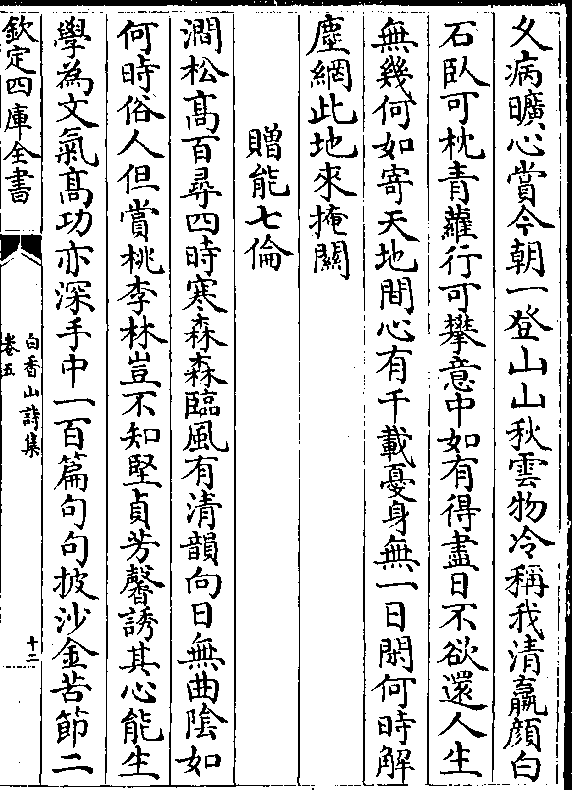 久病曠心賞今朝一登山山秋雲物冷稱我清羸顔白
石臥可枕青蘿行可攀意中如有得盡日不欲還人生
無幾何如寄天地間心有千載憂身無一日閑何時解
塵網此地來掩關
贈能七倫
澗松髙百尋四時寒森森臨風有清韻向日無曲陰如
何時俗人但賞桃李林豈不知堅貞芳馨誘其心能生
學為文氣髙功亦深手中一百篇句句披沙金苦節二
欽定四庫全書
白香山詩集
卷五
十二